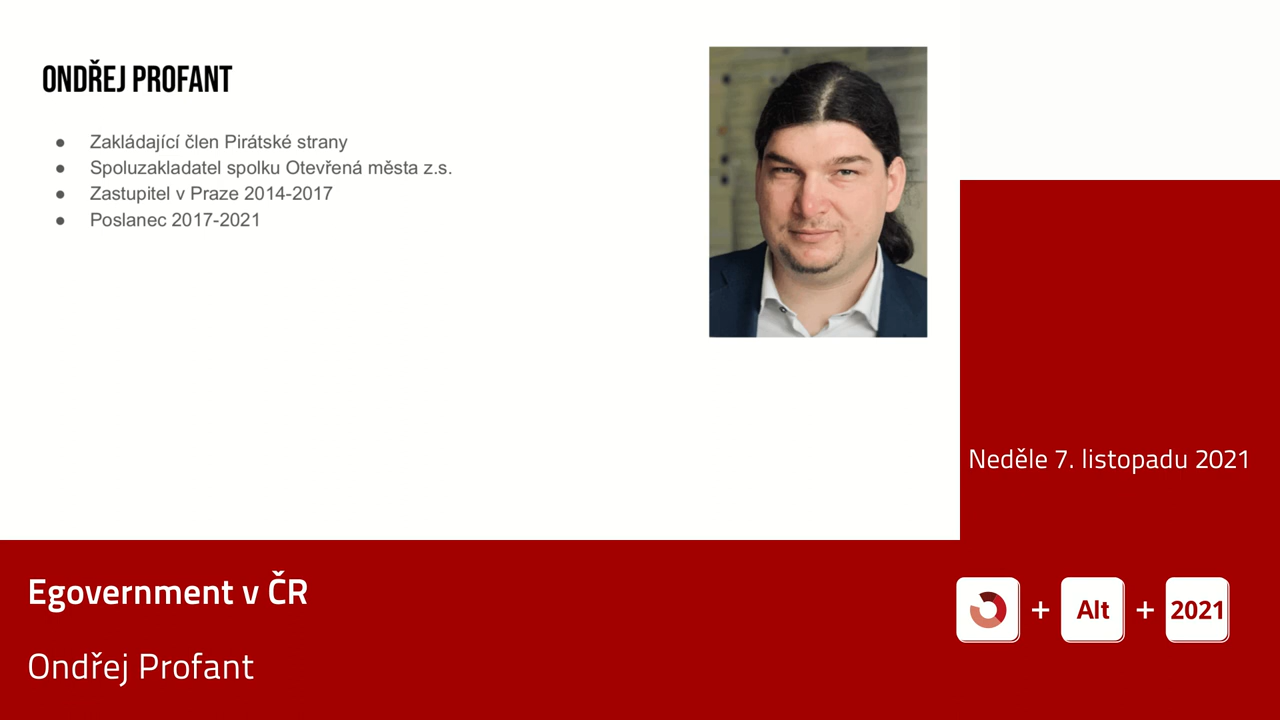 ONDŘEJ PROFANT
● Zakládající člen Pirátské strany
● Spoluzakladatel spolku Otevřená města z.s.
● Zastupitel v Praze 2014-2017
● Poslanec 2017-2021
Neděle 7. listopadu 2021
Egovernment v ČR
+ Alt + 2021
Ondřej Profant